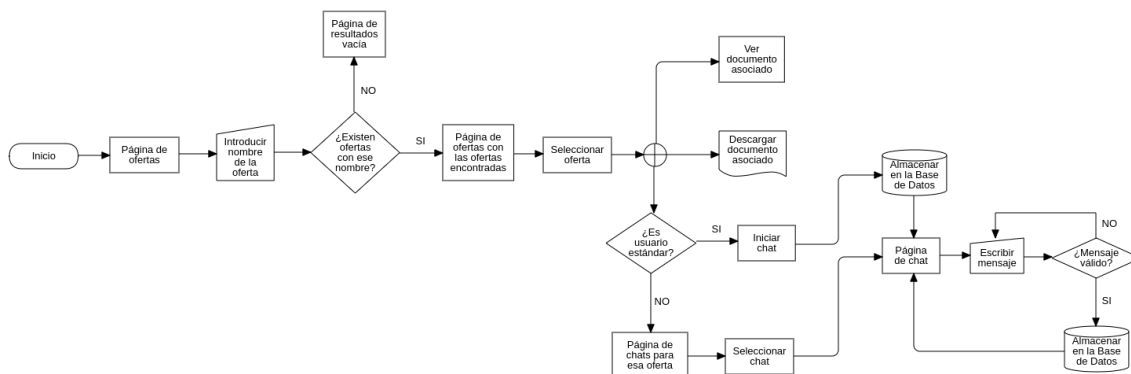 Página de
resultados
vacía
NO
Inicio
Página de
ofertas
Introducir
nombre
de la
oferta
¿Existen
ofertas
con ese
nombre?
SI
Página de
ofertas con
las ofertas
encontradas
Seleccionar
oferta
Ver
documento
asociado
Descargar
documento
asociado
¿Es
usuario
estándar?
SI
Iniciar
chat
Almacenar
en la Base
de Datos
NO
Página de
chats para
esa oferta
Seleccionar
chat
Página
de chat
Escribir
mensaje
¿Mensaje
válido?
NO
SI
Almacenar
en la Base
de Datos